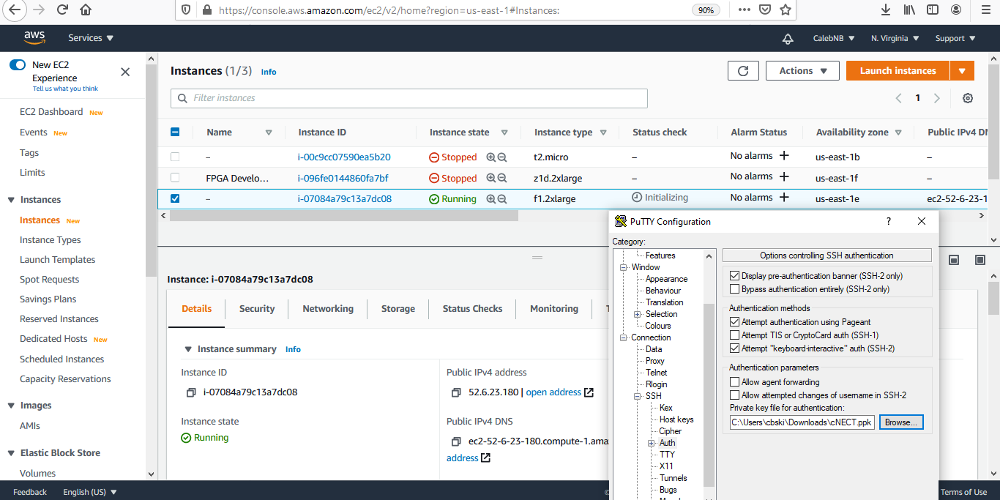 https://console.aws.amazon.com/ec2/v2/home?region=us-east-1#Instances:
90%
aws
Services
CalebNB
N. Virginia
Support
New EC2
Experience
Tell us what you think
EC2 Dashboard New
Events New
Tags
Limits
Instances
Instances New
Instance Types
Launch Templates
Spot Requests
Savings Plans
Reserved Instances
Dedicated Hosts New
Scheduled Instances
Capacity Reservations
Images
AMIs
Elastic Block Store
Volumes
Instances (1/3) Info
Actions
Launch instances
Filter instances
1
Name Instance ID Instance state Instance type Status check Alarm Status Availability zone Public IPv4
– i-00c9cc07590ea5b20 Stopped t2.micro – No alarms + us-east-1b –
FPGA Develo... i-096fe0144860fa7bf Stopped z1d.2xlarge – No alarms + us-east-1f –
– i-07084a79c13a7dc08 Running f1.2xlarge Initializing No alarms + us-east-1e ec2-52-6-23-1
Instance: i-07084a79c13a7dc08
Details Security Networking Storage Status Checks Monitoring
Instance summary Info
Instance ID
i-07084a79c13a7dc08
Public IPv4 address
52.6.23.180 | open address
Instance state
Running
Public IPv4 DNS
ec2-52-6-23-180.compute-1.ama
address
PuTTY Configuration
?
Category:
Features
Window
Appearance
Behaviour
Translation
Selection
Colours
Connection
Data
Proxy
Telnet
Rlogin
SSH
Kex
Host keys
Cipher
Auth
TTY
X11
Tunnels
Bugs
Options controlling SSH authentication
Display pre-authentication banner (SSH-2 only)
Bypass authentication entirely (SSH-2 only)
Authentication methods
Attempt authentication using Pageant
Attempt TIS or CryptoCard auth (SSH-1)
Attempt "keyboard-interactive" auth (SSH-2)
Authentication parameters
Allow agent forwarding
Allow attempted changes of username in SSH-2
Private key file for authentication:
C:\Users\cbski\Downloads\cNECT.ppk
Browse...
Feedback
English (US)
©
Terms of Use